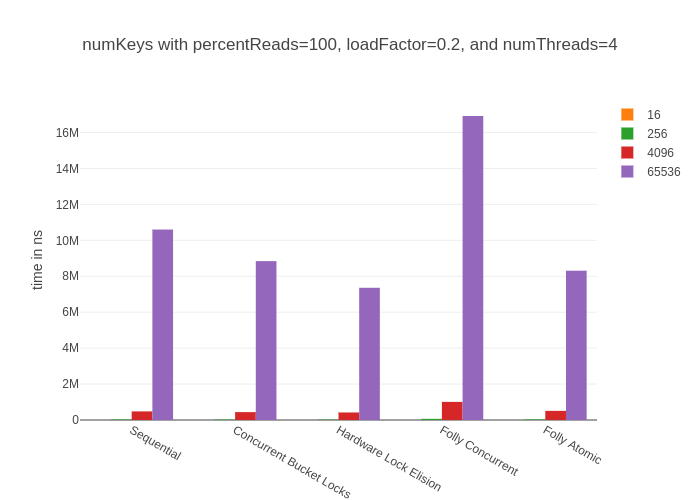 numKeys with percentReads=100, loadFactor=0.2, and numThreads=4
16
256
4096
65536
time in ns
16M
14M
12M
10M
8M
6M
4M
2M
0
Sequential
Concurrent Bucket Locks
Hardware Lock Elision
Folly Concurrent
Folly Atomic